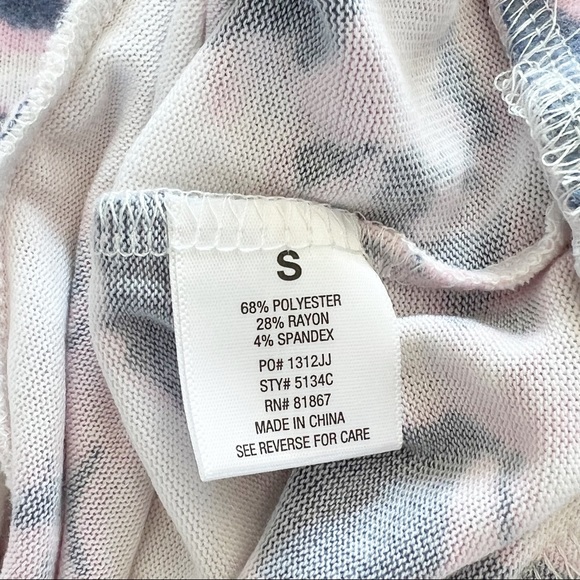 S
68% POLYESTER
28% RAYON
4% SPANDEX
PO# 1312JJ
STY# 5134C
RN# 81867
MADE IN CHINA
SEE REVERSE FOR CARE